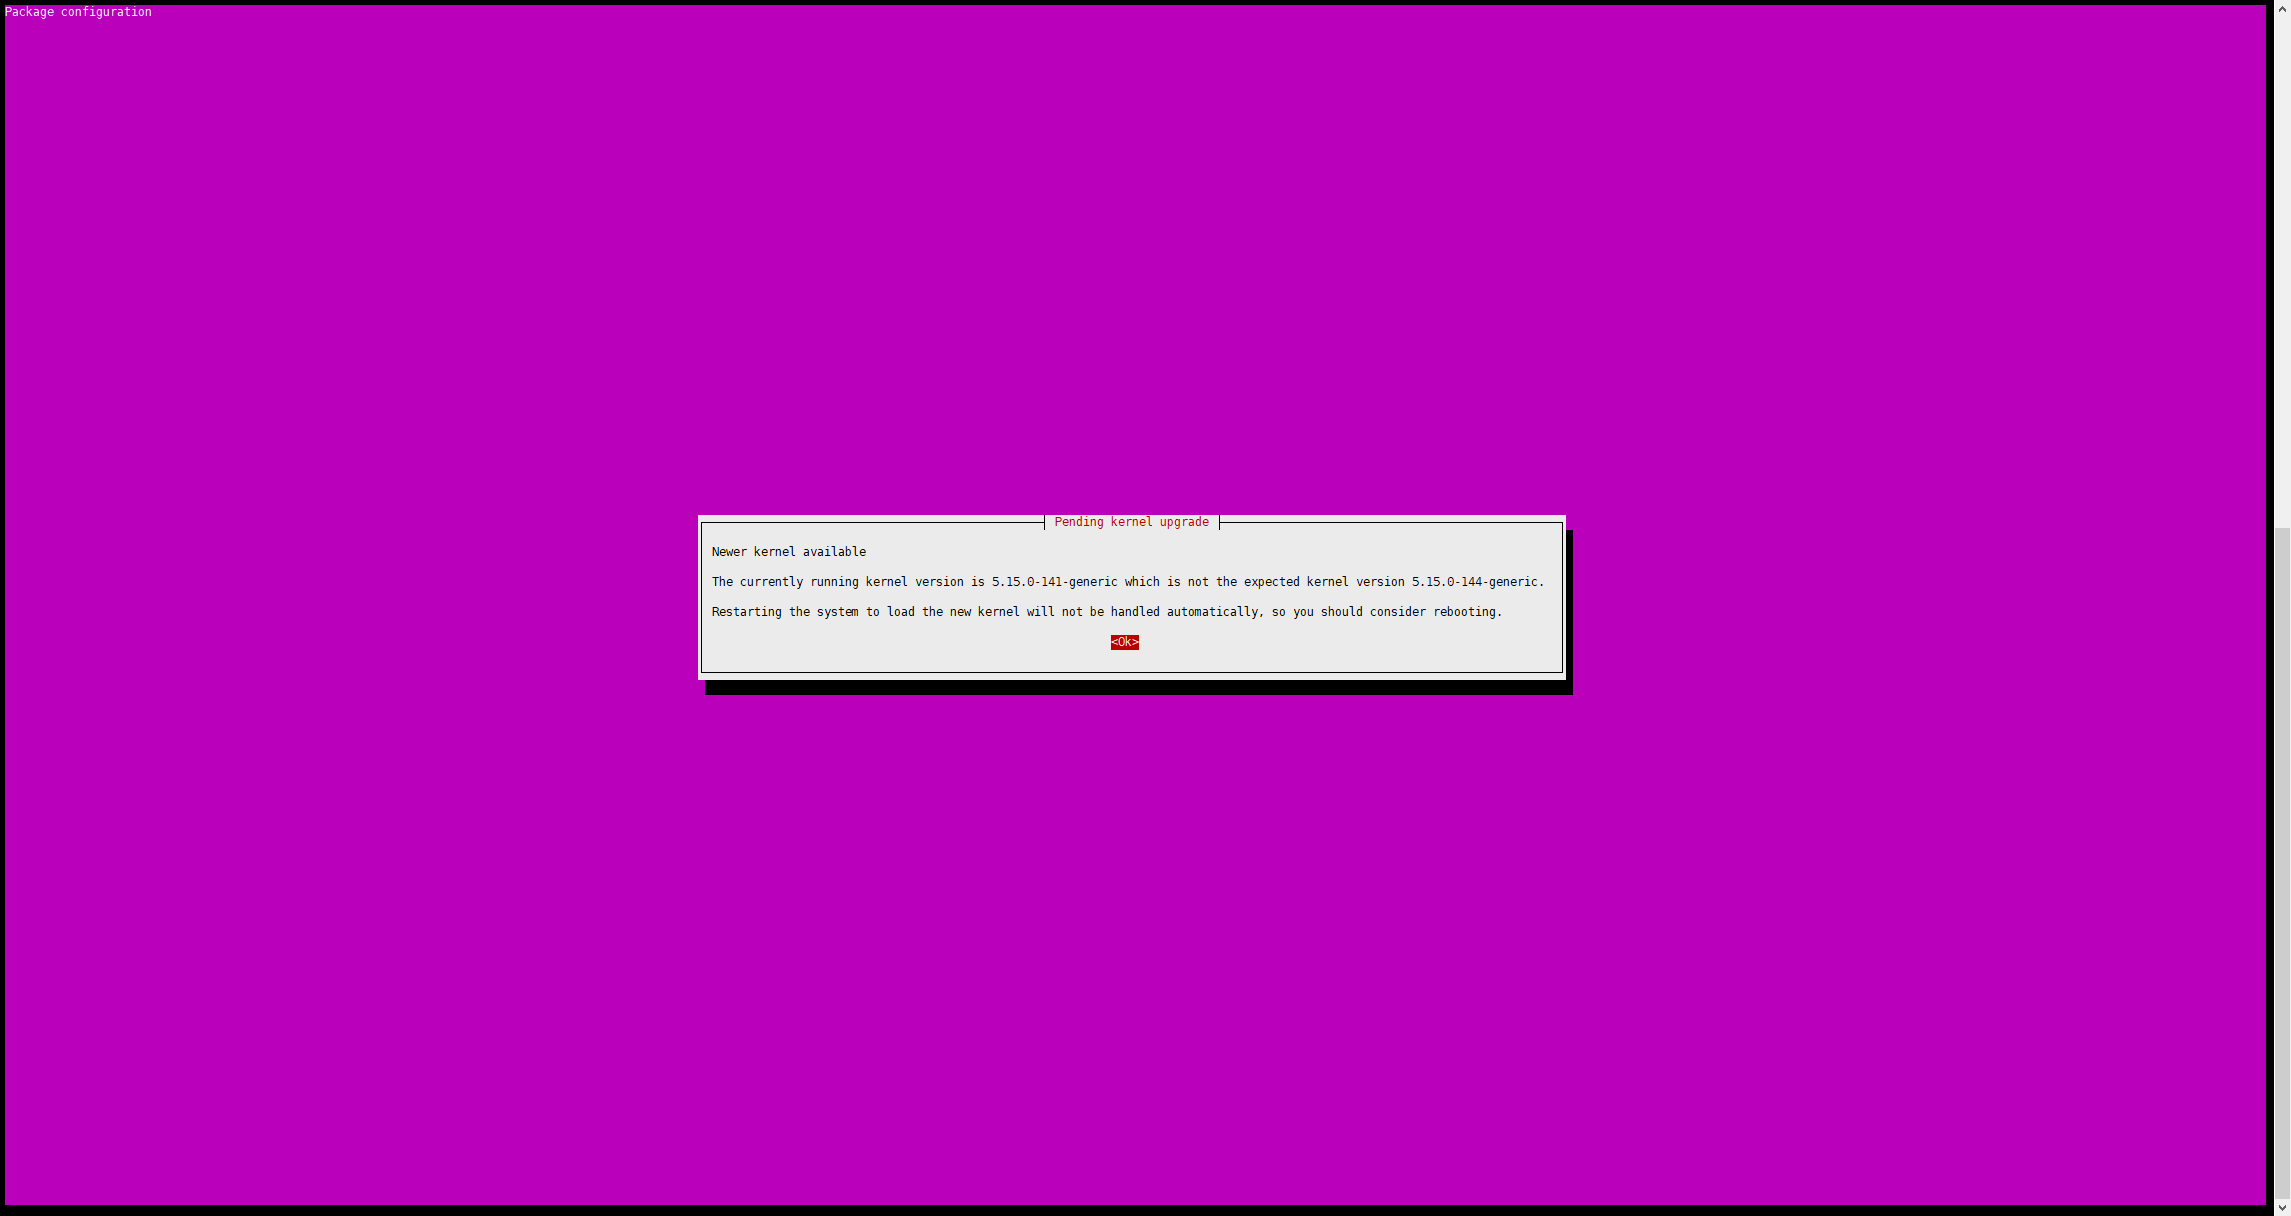 Package configuration
Pending kernel upgrade
Newer kernel available
The currently running kernel version is 5.15.0-141-generic which is not the expected kernel version 5.15.0-144-generic.
Restarting the system to load the new kernel will not be handled automatically, so you should consider rebooting.
<Ok>